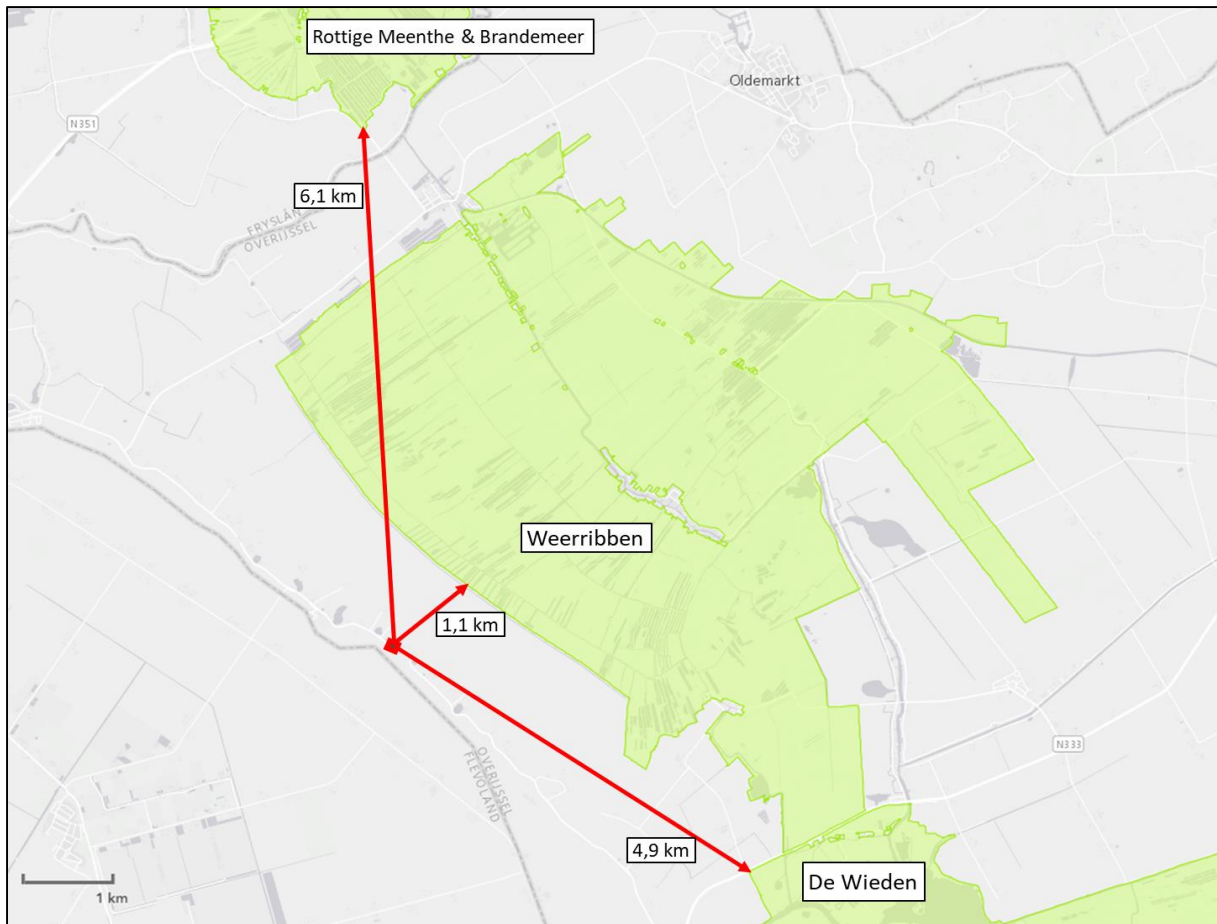 Rottige Meenthe & Brandemeer
Oldemarkt
N351
6,1 km
FRYSLÂN
OVERIJSSEL
Weerribben
1,1 km
OVERIJSSEL
FLEVOLAND
N333
4,9 km
De Wieden
1 km